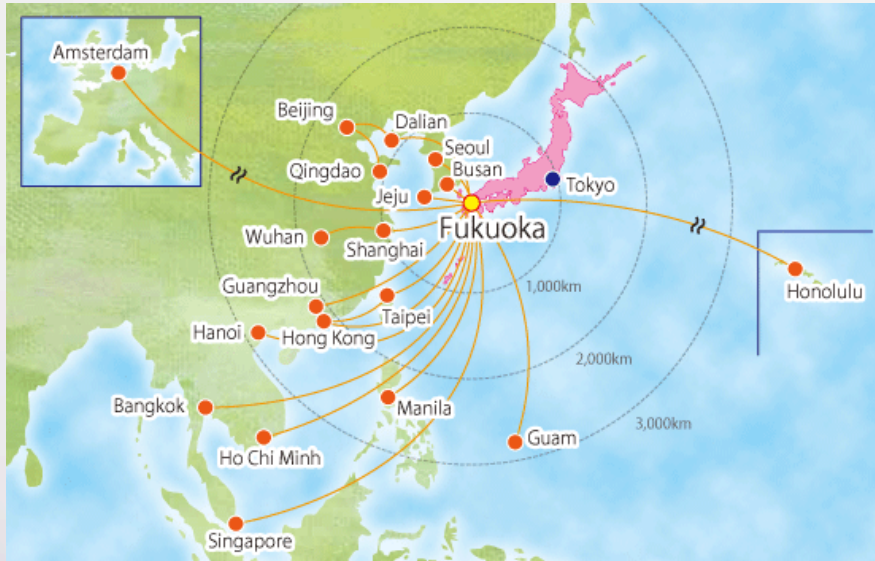 Amsterdam
Beijing
Dalian
Seoul
Qingdao
Busan
Jeju
Tokyo
Fukuoka
Wuhan
Shanghai
Honolulu
Guangzhou
1,000km
Taipei
Hanoi
Hong Kong
2,000km
Bangkok
Manila
3,000km
Guam
Ho Chi Minh
Singapore